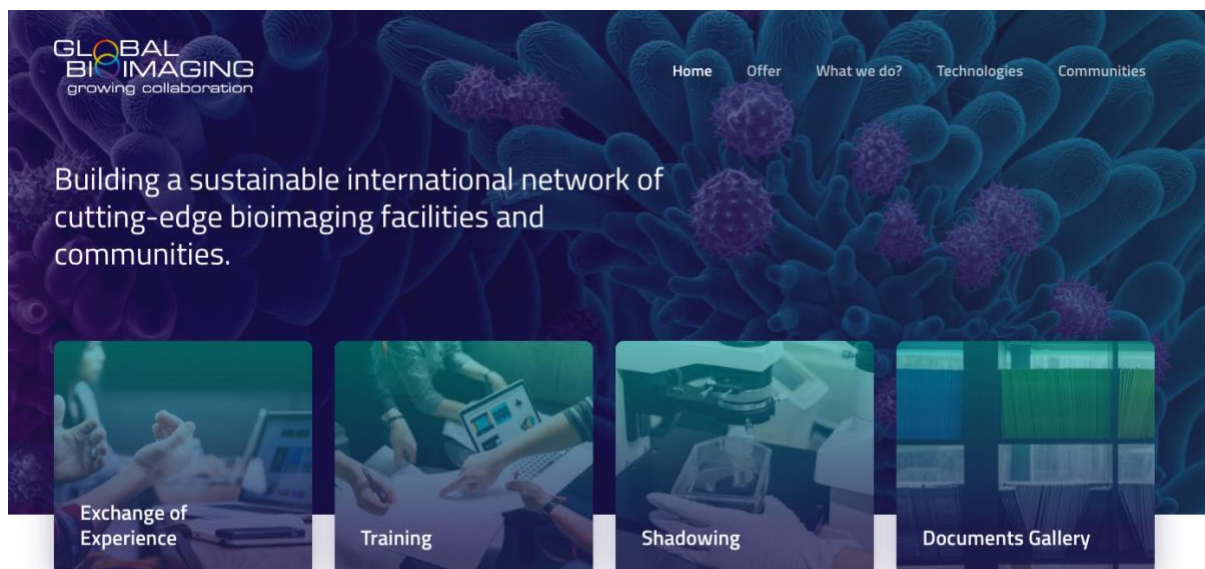 GLOBAL
BIOIMAGING
growing collaboration
Home Offer What we do? Technologies Communities
Building a sustainable international network of
cutting-edge bioimaging facilities and
communities.
Exchange of
Experience
Training
Shadowing
Documents Gallery